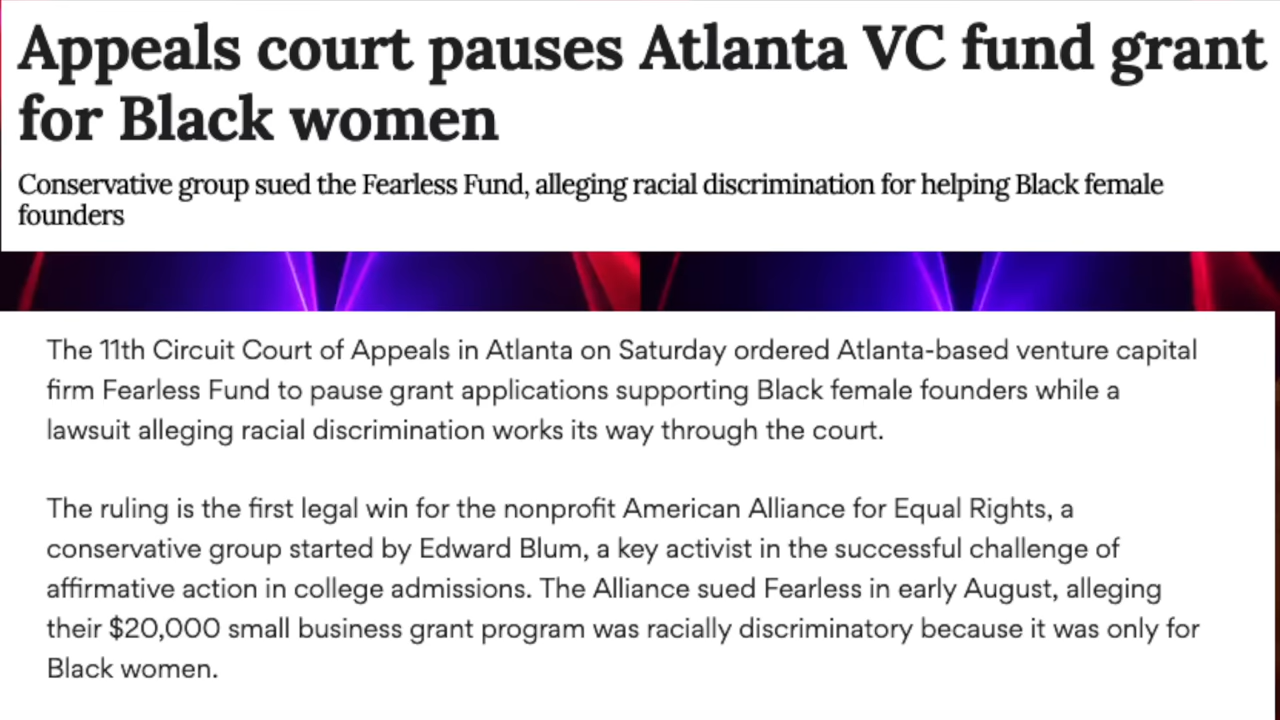 Appeals court pauses Atlanta VC fund grant
for Black women
Conservative group sued the Fearless Fund, alleging racial discrimination for helping Black female
founders
The 11th Circuit Court of Appeals in Atlanta on Saturday ordered Atlanta-based venture capital
firm Fearless Fund to pause grant applications supporting Black female founders while a
lawsuit alleging racial discrimination works its way through the court.
The ruling is the first legal win for the nonprofit American Alliance for Equal Rights, a
conservative group started by Edward Blum, a key activist in the successful challenge of
affirmative action in college admissions. The Alliance sued Fearless in early August, alleging
their $20,000 small business grant program was racially discriminatory because it was only for
Black women.